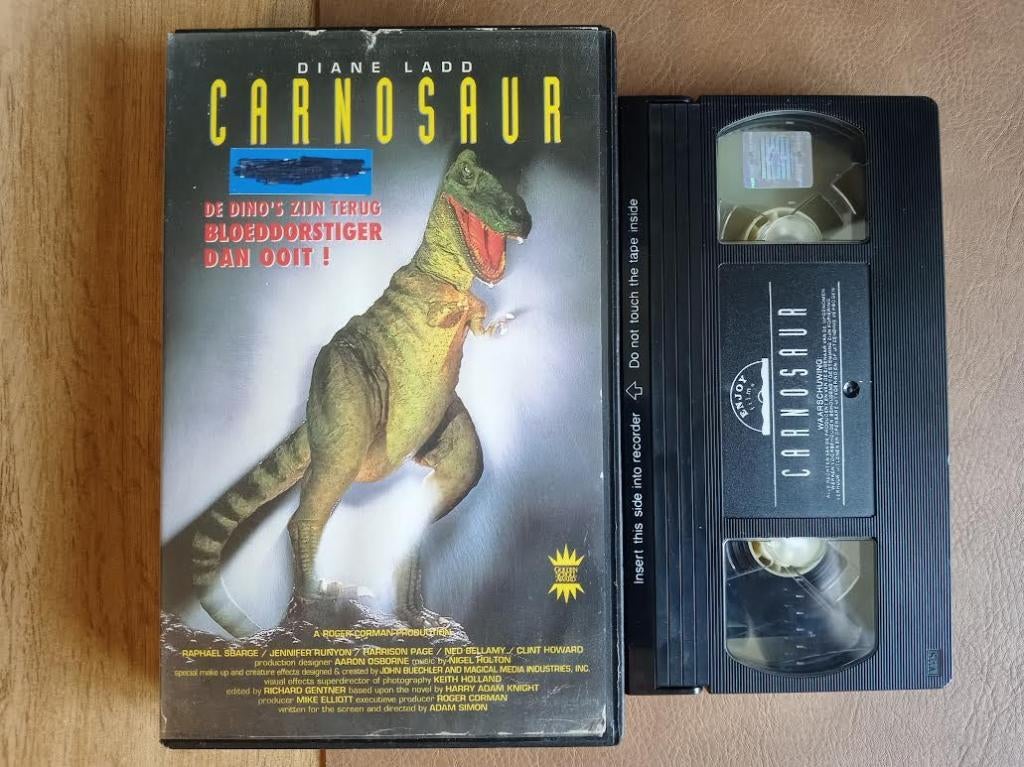 DIANE LADD
CARNOSAUR
DE DINO'S ZIJN TERUG
BLOEDDORSTIGER
DAN OOIT !
GOLDEN
AWARD
A ROGER CORMAN PRODUCTION
RAPHAEL SBARGE / JENNIFER RUNYON / HARRISON PAGE / NED BELLAMY / CLINT HOWARD
production designer AARON OSBORNE music by NIGEL HOLTON
special make up and creature effects designed & created by JOHN BUECHLER AND MAGICAL MEDIA INDUSTRIES, INC.
visual effects superdirector of photography KEITH HOLLAND
edited by RICHARD GENTNER based upon the novel by HARRY ADAM KNIGHT
producer MIKE ELLIOTT executieve producer ROGER CORMAN
written for the screen and directed by ADAM SIMON
Insert this side into recorder ⇧ Do not touch the tape inside
ENJOY
films
CARNOSAUR
WAARSCHUWING:
VHS